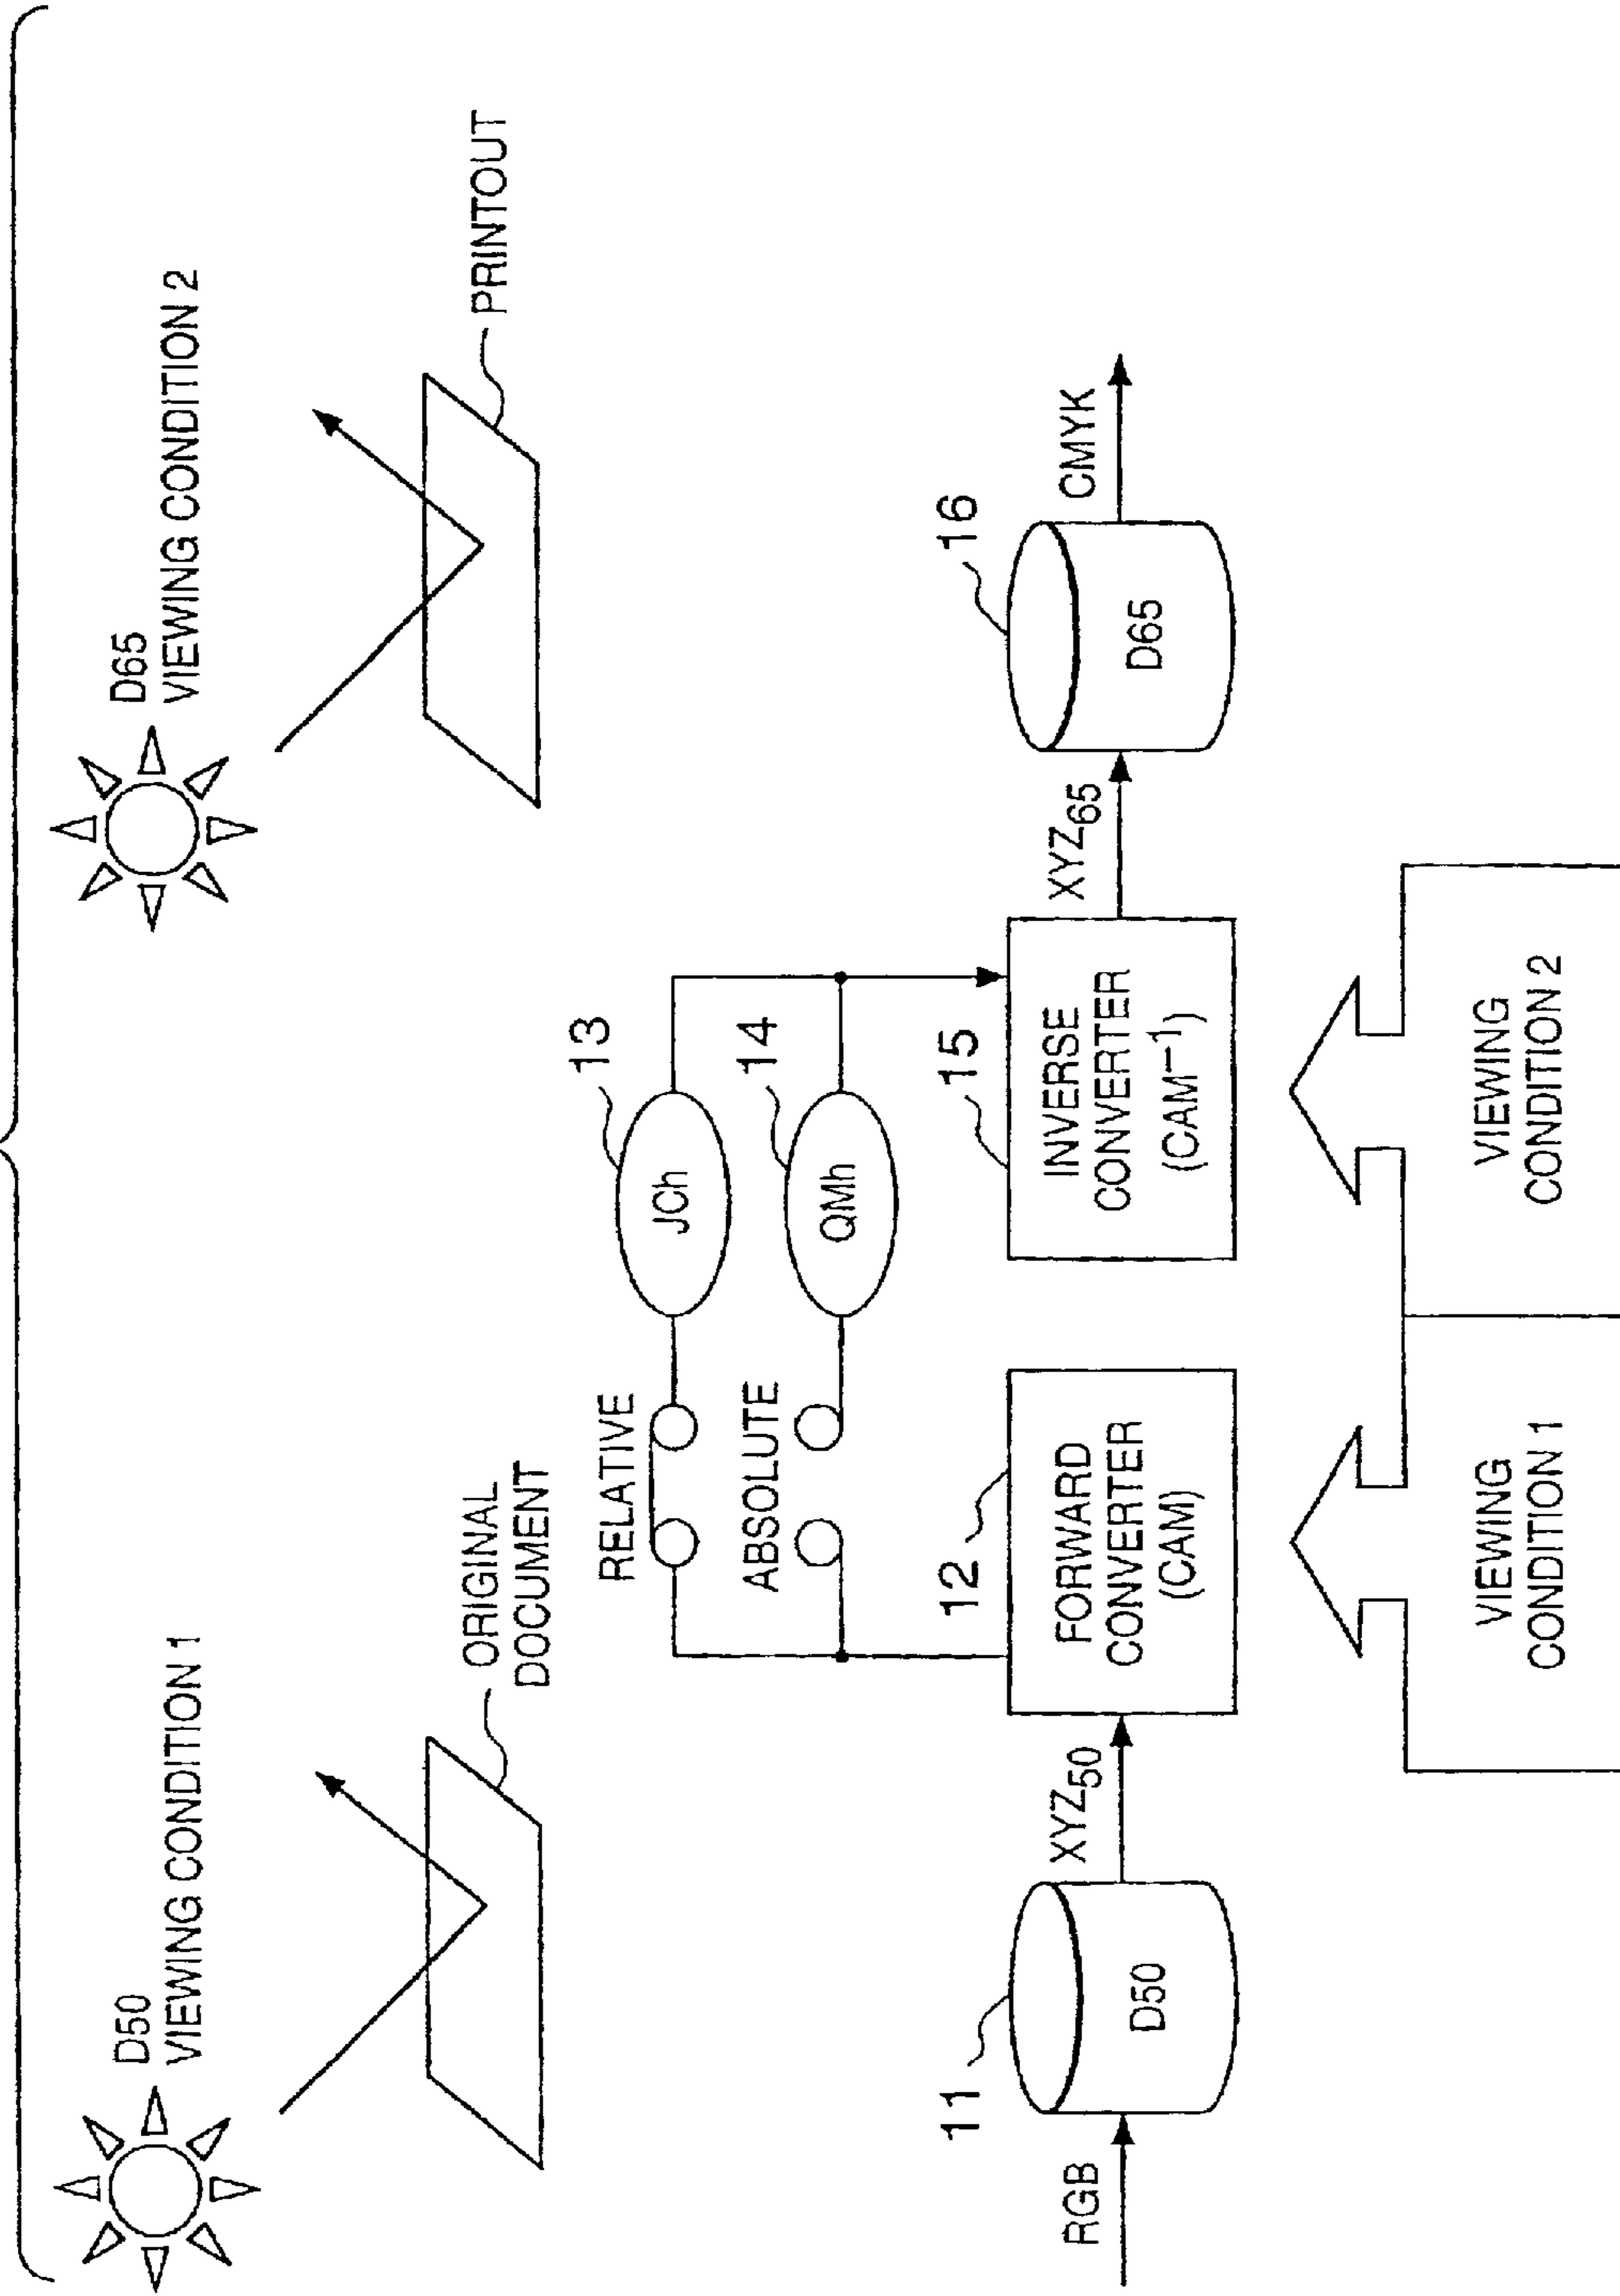 D50
VIEWING CONDITION 1
D65
VIEWING CONDITION 2
ORIGINAL
DOCUMENT
PRINTOUT
RELATIVE
JCh
13
ABSOLUTE
QMh
14
RGB
11
D50
XYZ50
12
FORWARD
CONVERTER
(CAM)
15
INVERSE
CONVERTER
(CAM−1)
XYZ65
16
D65
CMYK
VIEWING
CONDITION 1
VIEWING
CONDITION 2